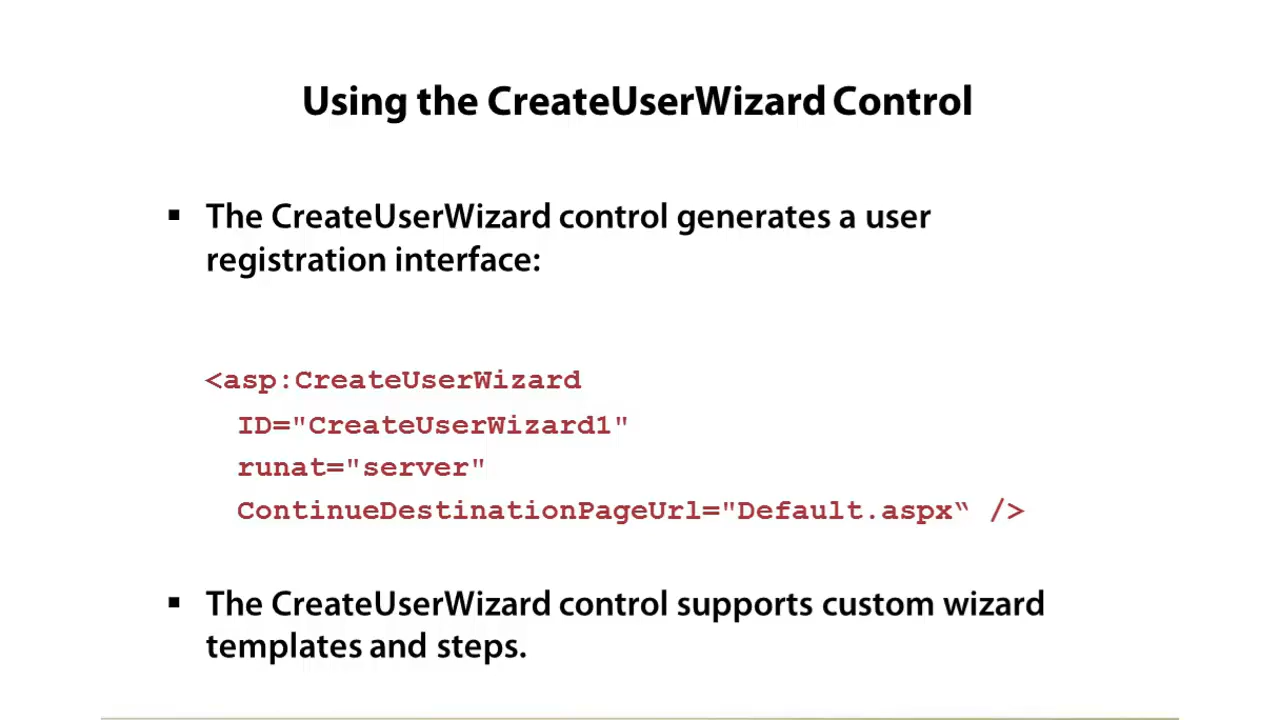 Using the CreateUserWizard Control
▪ The CreateUserWizard control generates a user
registration interface:
<asp:CreateUserWizard
ID="CreateUserWizard1"
runat="server"
ContinueDestinationPageUrl="Default.aspx“ />
▪ The CreateUserWizard control supports custom wizard
templates and steps.